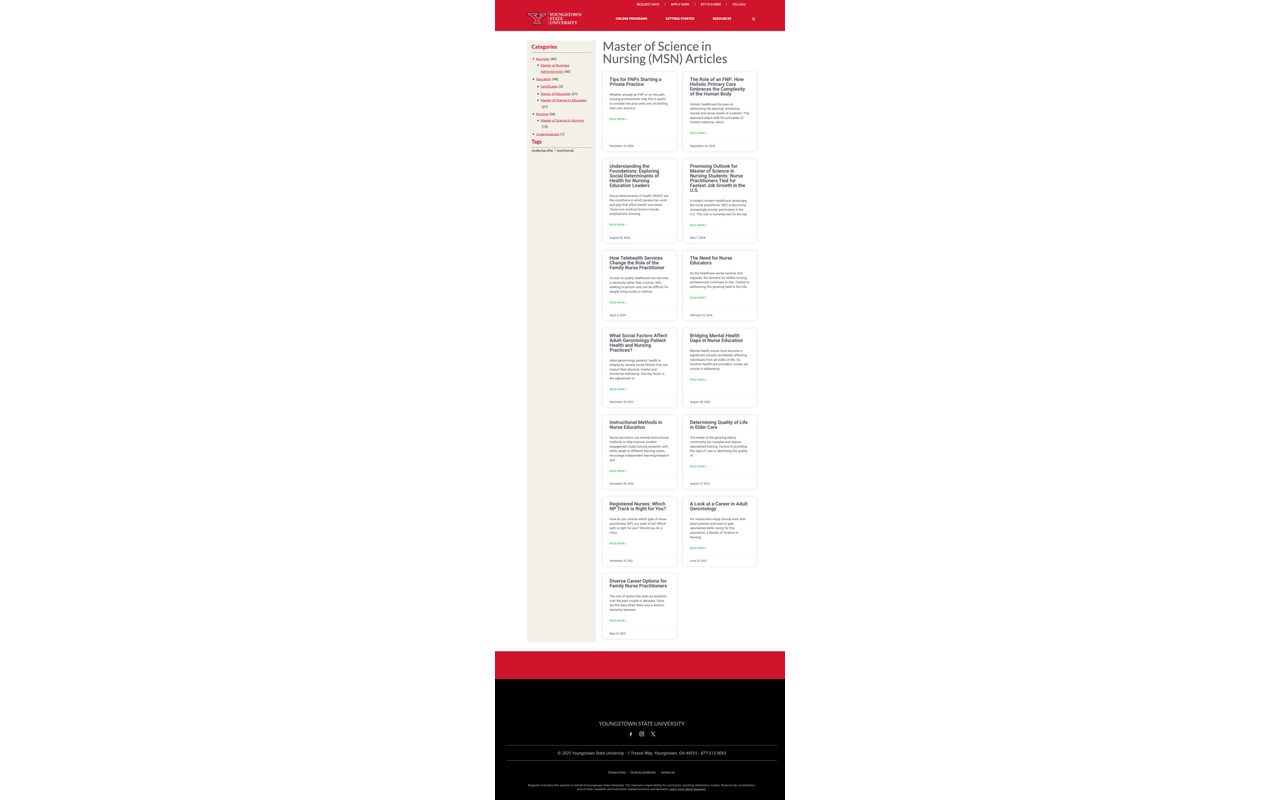 REQUEST INFO
APPLY NOW
877-513-0093
YSU.EDU
YOUNGSTOWN
STATE
UNIVERSITY
ONLINE PROGRAMS
GETTING STARTED
RESOURCES
Categories
Business (40)
Master of Business
Administration (40)
Education (49)
Certificates (6)
Doctor of Education (21)
Master of Science in Education
(21)
Nursing (20)
Master of Science in Nursing
(13)
Undergraduate (1)
Tags
studentprofile | testimonial
Master of Science in
Nursing (MSN) Articles
Tips for FNPs Starting a
Private Practice
Whether already an FNP or on the path,
nursing professionals may find it useful
to consider the pros and cons of starting
their own practice
READ MORE »
November 16, 2024
The Role of an FNP: How
Holistic Primary Care
Embraces the Complexity
of the Human Body
Holistic healthcare focuses on
addressing the physical, emotional,
mental and social needs of a patient. This
approach aligns with the principles of
holistic medicine, which
READ MORE »
September 24, 2024
Understanding the
Foundations: Exploring
Social Determinants of
Health for Nursing
Education Leaders
Social determinants of health (SDOH) are
the conditions in which people live, work
and play that affect health outcomes.
These non-medical factors include
employment, housing
READ MORE »
August 28, 2024
Promising Outlook for
Master of Science in
Nursing Students: Nurse
Practitioners Tied for
Fastest Job Growth in the
U.S.
In today's modern healthcare landscape,
the nurse practitioner (NP) is becoming
increasingly pivotal, particularly in the
U.S. This role is currently tied for the top
READ MORE »
May 7, 2024
How Telehealth Services
Change the Role of the
Family Nurse Practitioner
Access to quality healthcare has become
a necessity rather than a luxury. Still,
seeking in-person care can be difficult for
people living rurally or without
READ MORE »
April 2, 2024
The Need for Nurse
Educators
As the healthcare sector evolves and
expands, the demand for skilled nursing
professionals continues to rise. Central to
addressing this growing need is the role
READ MORE »
February 12, 2024
What Social Factors Affect
Adult-Gerontology Patient
Health and Nursing
Practices?
Adult-gerontology patients' health is
shaped by several social factors that can
impact their physical, mental and
emotional well-being. One key factor is
the adjustment to
READ MORE »
November 16, 2023
Bridging Mental Health
Gaps in Nurse Education
Mental health issues have become a
significant concern worldwide, affecting
individuals from all walks of life. As
frontline healthcare providers, nurses are
crucial in addressing
READ MORE »
August 28, 2023
Instructional Methods in
Nurse Education
Nurse educators use several instructional
methods to help improve student
engagement, build nursing students' soft
skills, adapt to different learning styles,
encourage independent learning/research
and
READ MORE »
November 29, 2022
Determining Quality of Life
in Elder Care
The needs of the growing elderly
community are complex and require
specialized training. Central to providing
this type of care is identifying the quality
of
READ MORE »
August 17, 2022
Registered Nurses: Which
NP Track is Right for You?
How do you choose which type of nurse
practitioner (NP) you want to be? Which
path is right for you? Should you do a
more
READ MORE »
November 10, 2021
A Look at a Career in Adult
Gerontology
For nurses who enjoy clinical work with
adult patients and want to gain
specialized skills caring for this
population, a Master of Science in
Nursing
READ MORE »
June 23, 2021
Diverse Career Options for
Family Nurse Practitioners
The role of doctor has seen an evolution
over the past couple of decades. Gone
are the days when there was a distinct
hierarchy between
READ MORE »
May 18, 2021
YOUNGSTOWN STATE UNIVERSITY
© 2025 Youngstown State University - 1 Tressel Way, Youngstown, OH 44555 - 877-513-0093
Privacy Policy | Terms & Conditions | Contact Us